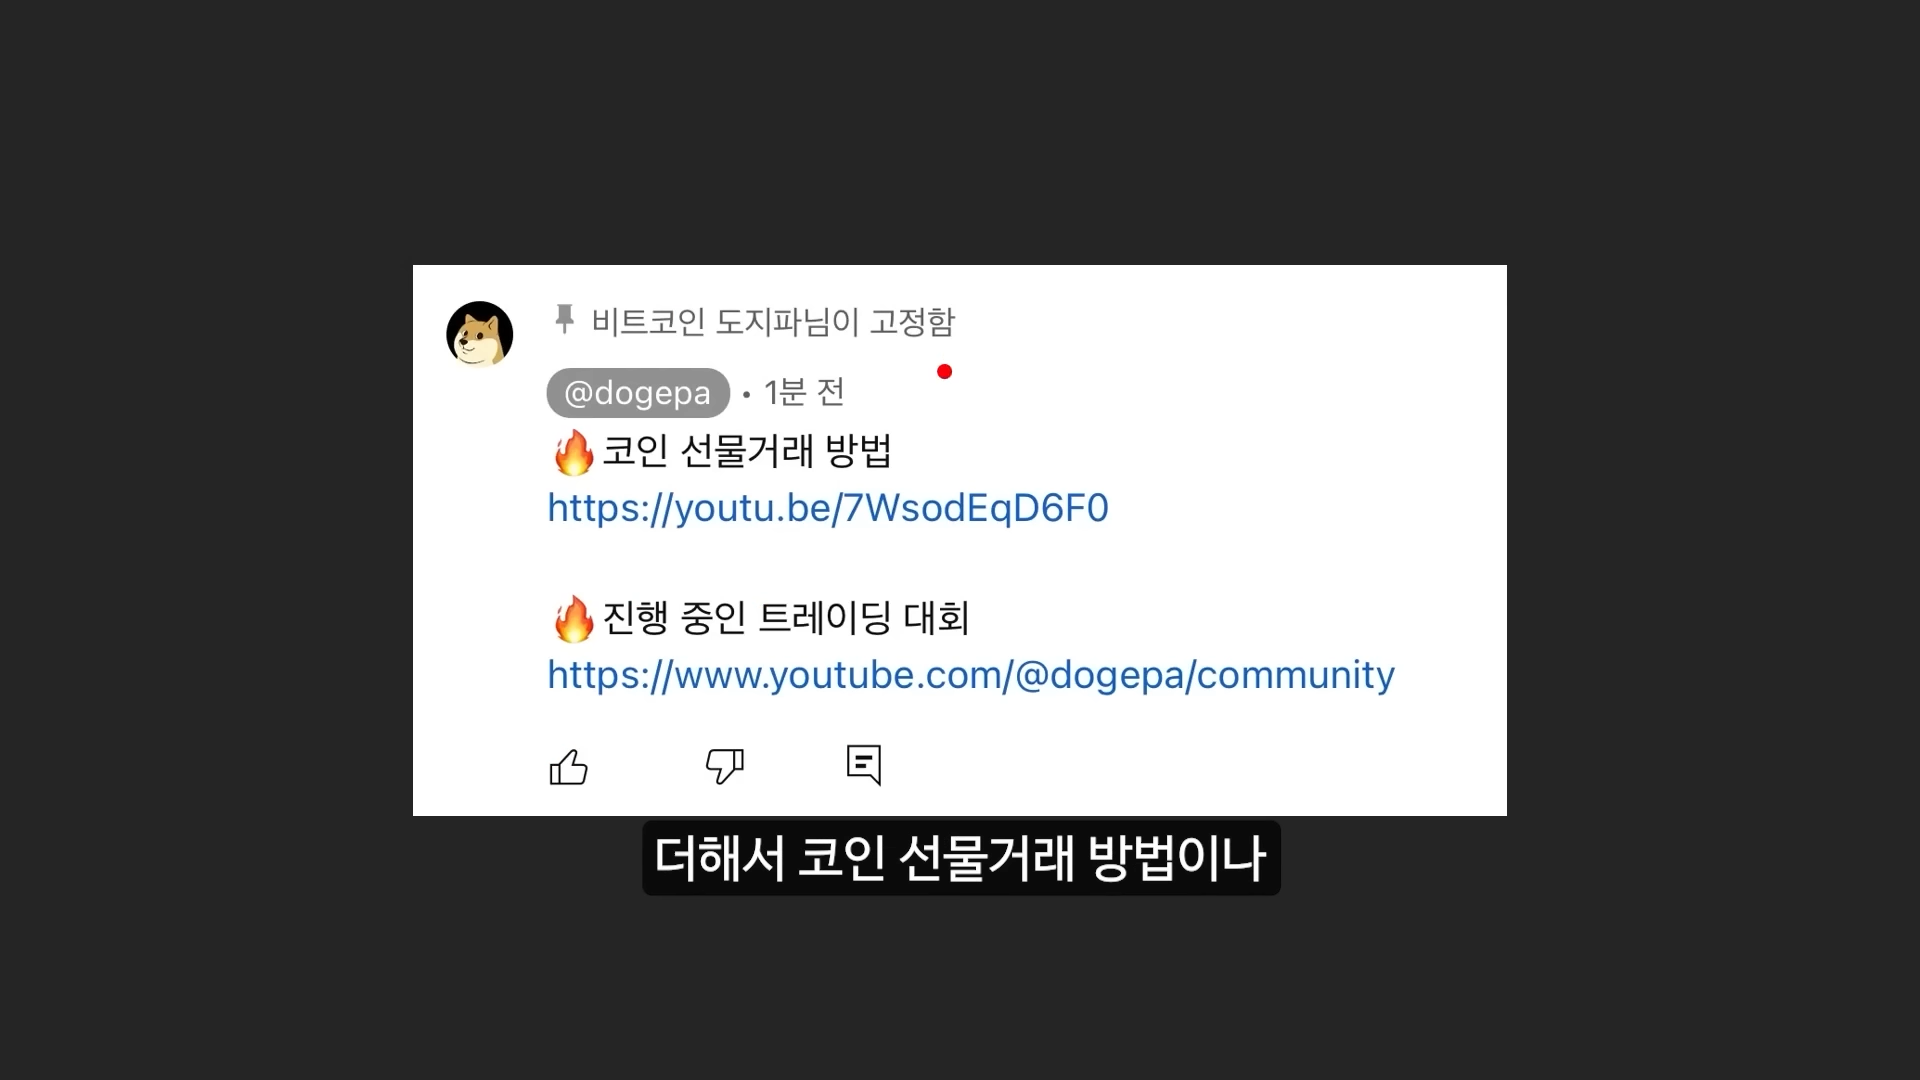 비트코인 도지파님이 고정함
@dogepa • 1분 전
🔥코인 선물거래 방법
https://youtu.be/7WsodEqD6F0
🔥진행 중인 트레이딩 대회
https://www.youtube.com/@dogepa/community
더해서 코인 선물거래 방법이나